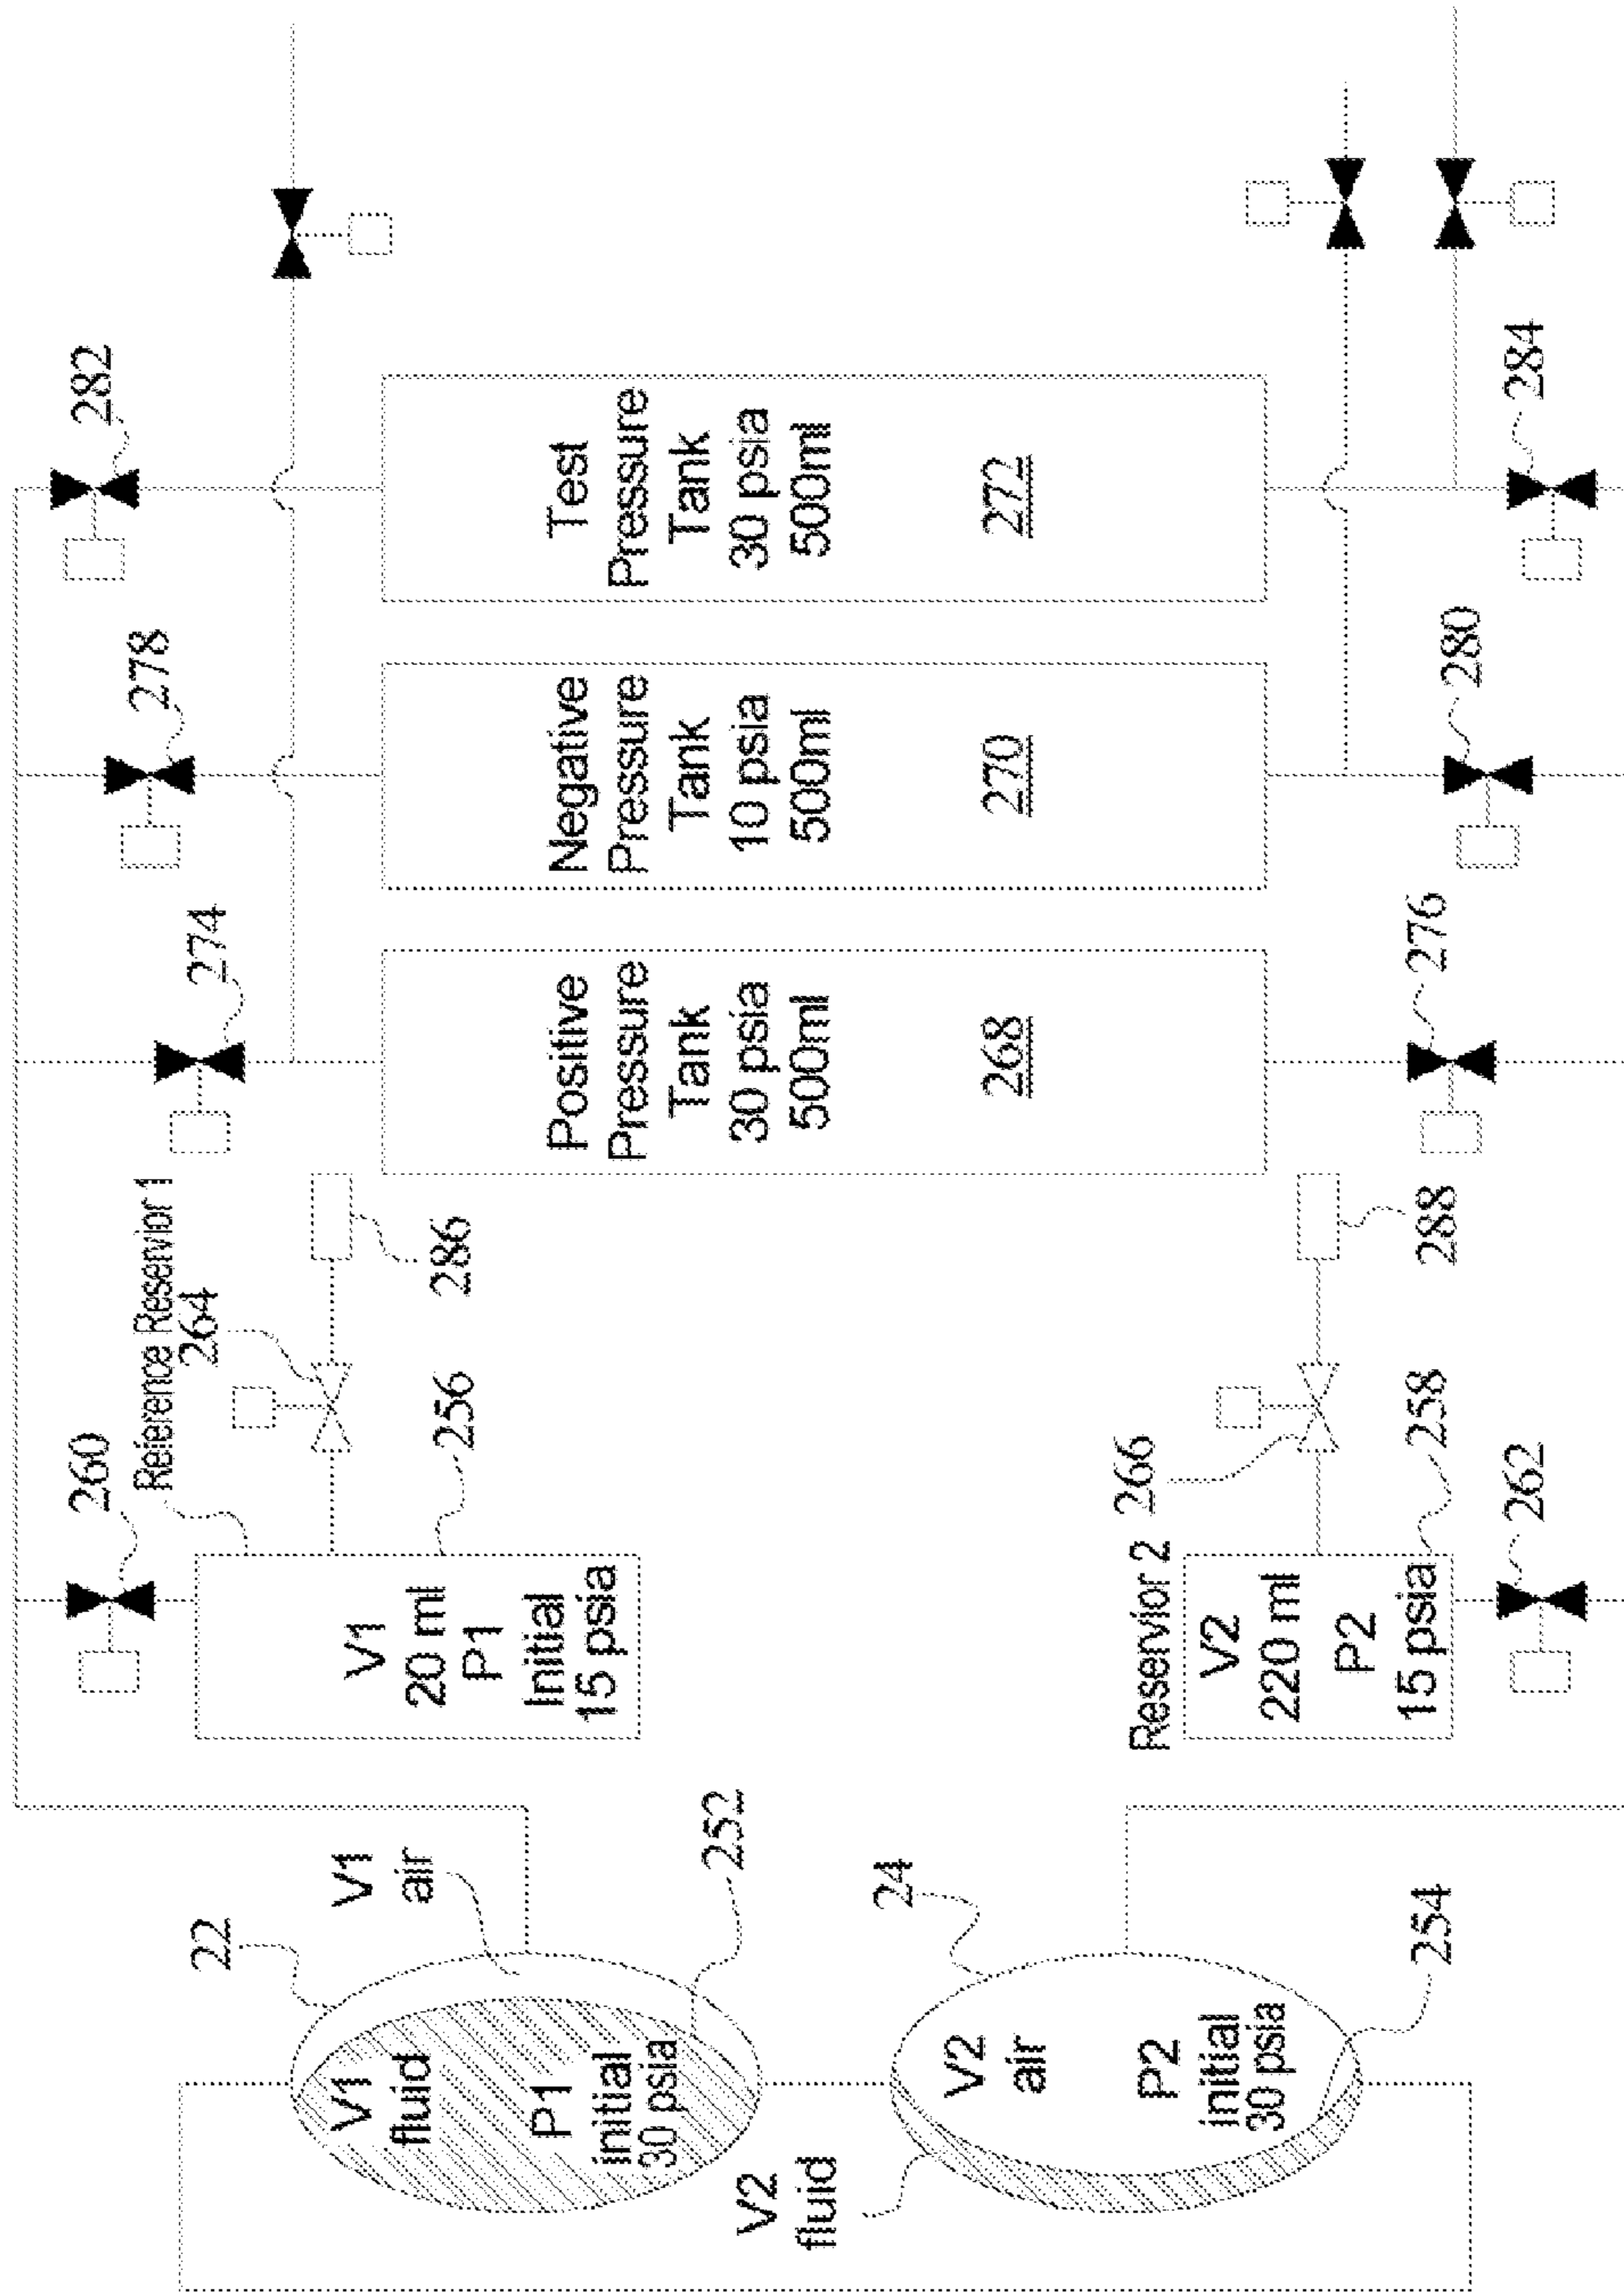 282
278
274
Reference Reservior 1
264
260
286
256
V1
20 ml
P1
Initial
15 psia
Test
Pressure
Tank
30 psia
500ml
272
Negative
Pressure
Tank
10 psia
500ml
270
Positive
Pressure
Tank
30 psia
500ml
268
284
280
276
288
266
258
262
Reservior 2
V2
220 ml
P2
15 psia
V1
air
22
252
V1
fluid
P1
initial
30 psia
24
254
V2
air
P2
initial
30 psia
V2
fluid